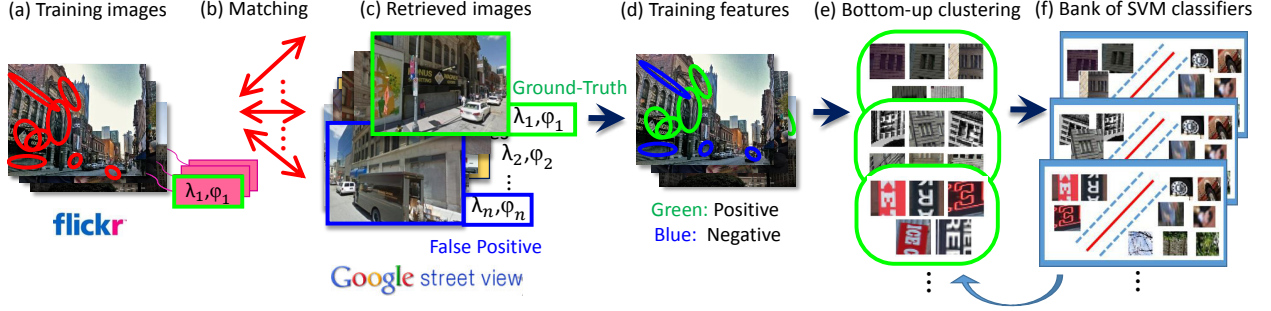 (a) Training images
(b) Matching
(c) Retrieved images
(d) Training features
(e) Bottom-up clustering
(f) Bank of SVM classifiers
Ground-Truth
λ₁,φ₁
λ₂,φ₂
⋮
λₙ,φₙ
False Positive
λ₁,φ₁
flickr
Google street view
Green: Positive
Blue: Negative